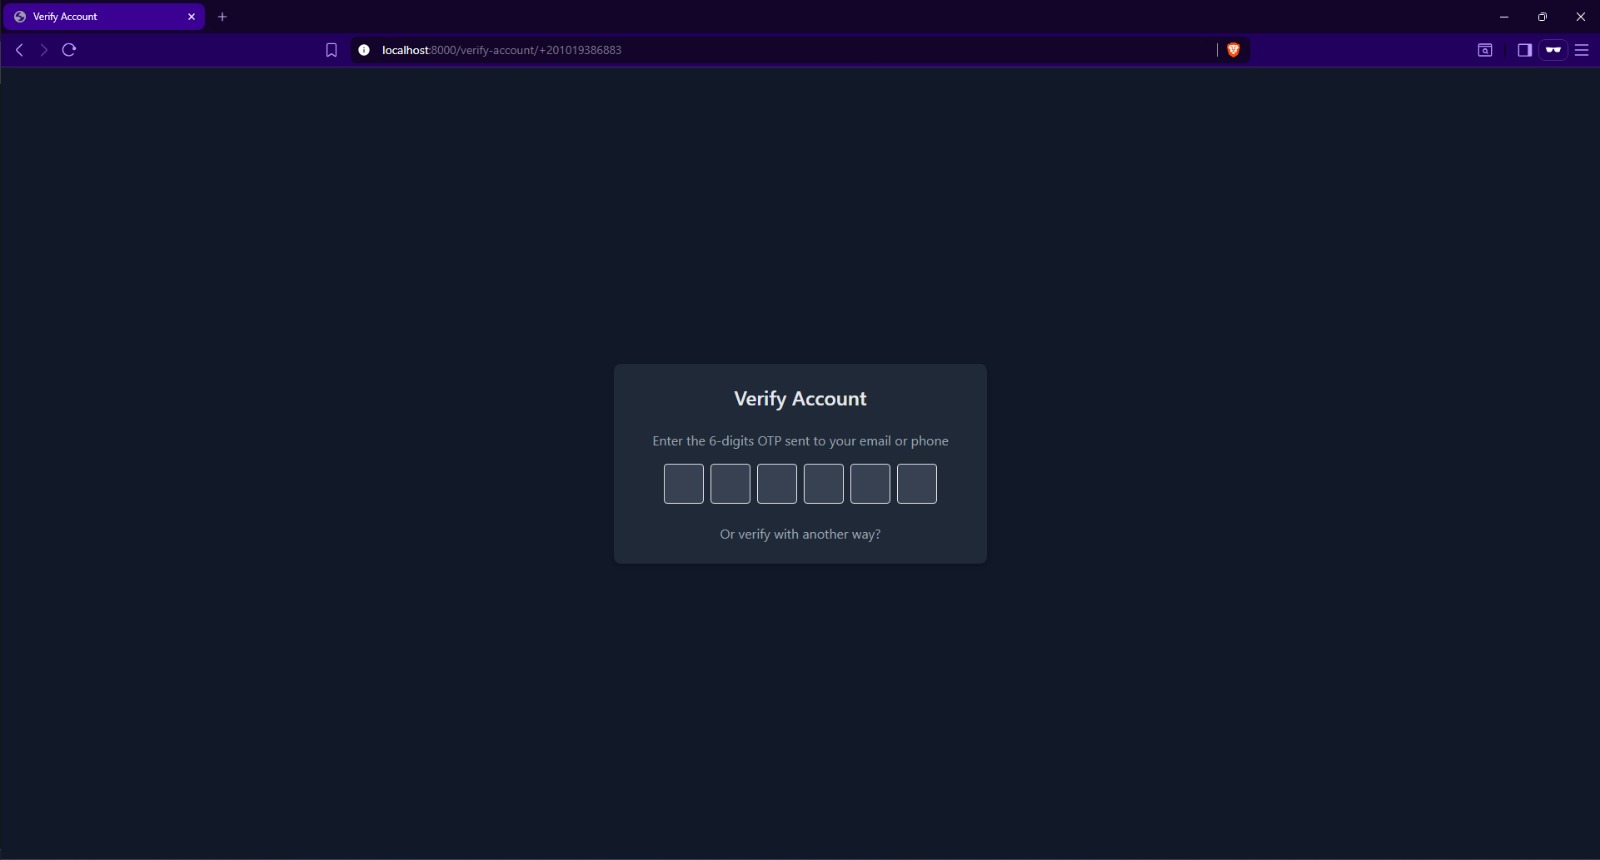 Verify Account
localhost:8000/verify-account/+201019386883
Verify Account
Enter the 6-digits OTP sent to your email or phone
Or verify with another way?